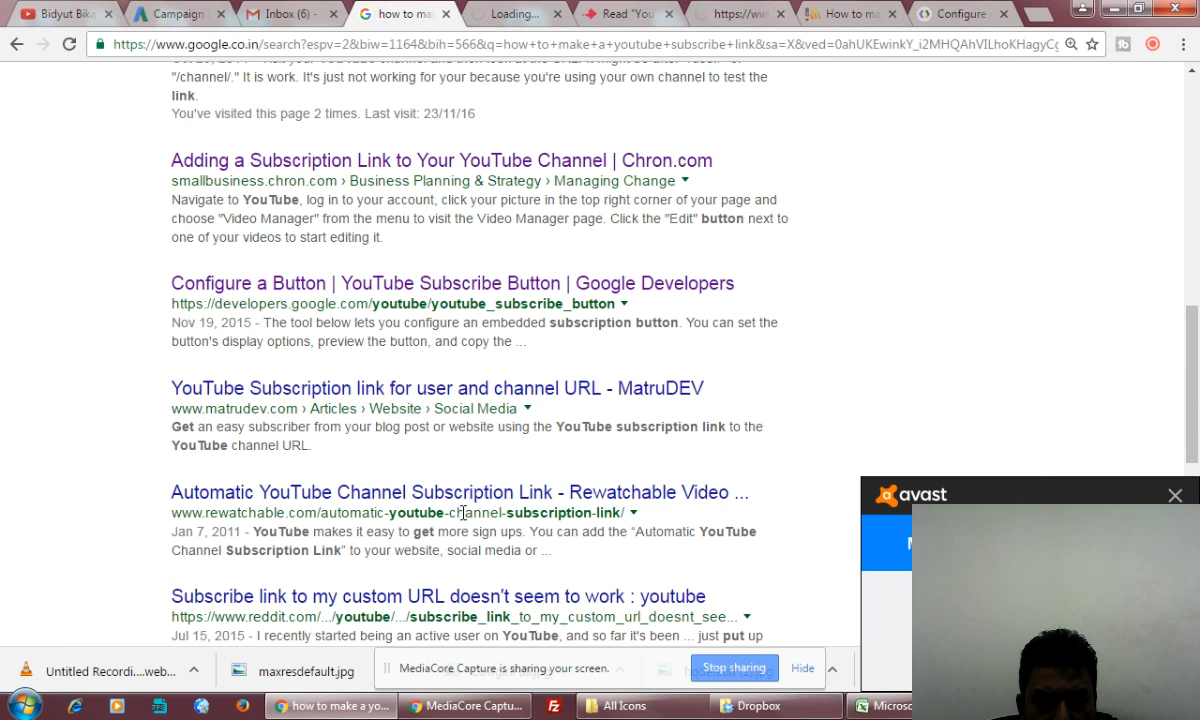 Bidyut Bika
Campaign
Inbox (6) -
how to mak
Loading...
Read "You
https://ww
How to m
Configure
https://www.google.co.in/search?espv=2&biw=1164&bih=566&q=how+to+make+a+youtube+subscribe+link&sa=X&ved=0ahUKEwinkY_i2MHQAhVILhoKHagyCg
"/channel/." It is work. It's just not working for your because you're using your own channel to test the
link.
You've visited this page 2 times. Last visit: 23/11/16
Adding a Subscription Link to Your YouTube Channel | Chron.com
smallbusiness.chron.com › Business Planning & Strategy › Managing Change
Navigate to YouTube, log in to your account, click your picture in the top right corner of your page and
choose "Video Manager" from the menu to visit the Video Manager page. Click the "Edit" button next to
one of your videos to start editing it.
Configure a Button | YouTube Subscribe Button | Google Developers
https://developers.google.com/youtube/youtube_subscribe_button
Nov 19, 2015 - The tool below lets you configure an embedded subscription button. You can set the
button's display options, preview the button, and copy the ...
YouTube Subscription link for user and channel URL - MatruDEV
www.matrudev.com › Articles › Website › Social Media
Get an easy subscriber from your blog post or website using the YouTube subscription link to the
YouTube channel URL.
Automatic YouTube Channel Subscription Link - Rewatchable Video ...
www.rewatchable.com/automatic-youtube-channel-subscription-link/
Jan 7, 2011 - YouTube makes it easy to get more sign ups. You can add the "Automatic YouTube
Channel Subscription Link" to your website, social media or ...
avast
Subscribe link to my custom URL doesn't seem to work : youtube
https://www.reddit.com/.../youtube/.../subscribe_link_to_my_custom_url_doesnt_see...
Jul 15, 2015 - I recently started being an active user on YouTube, and so far it's been ... just put up
Untitled Recordi....web...
maxresdefault.jpg
MediaCore Capture is sharing your screen.
Stop sharing
Hide
how to make a yo...
MediaCore Captu...
All Icons
Dropbox
Micros